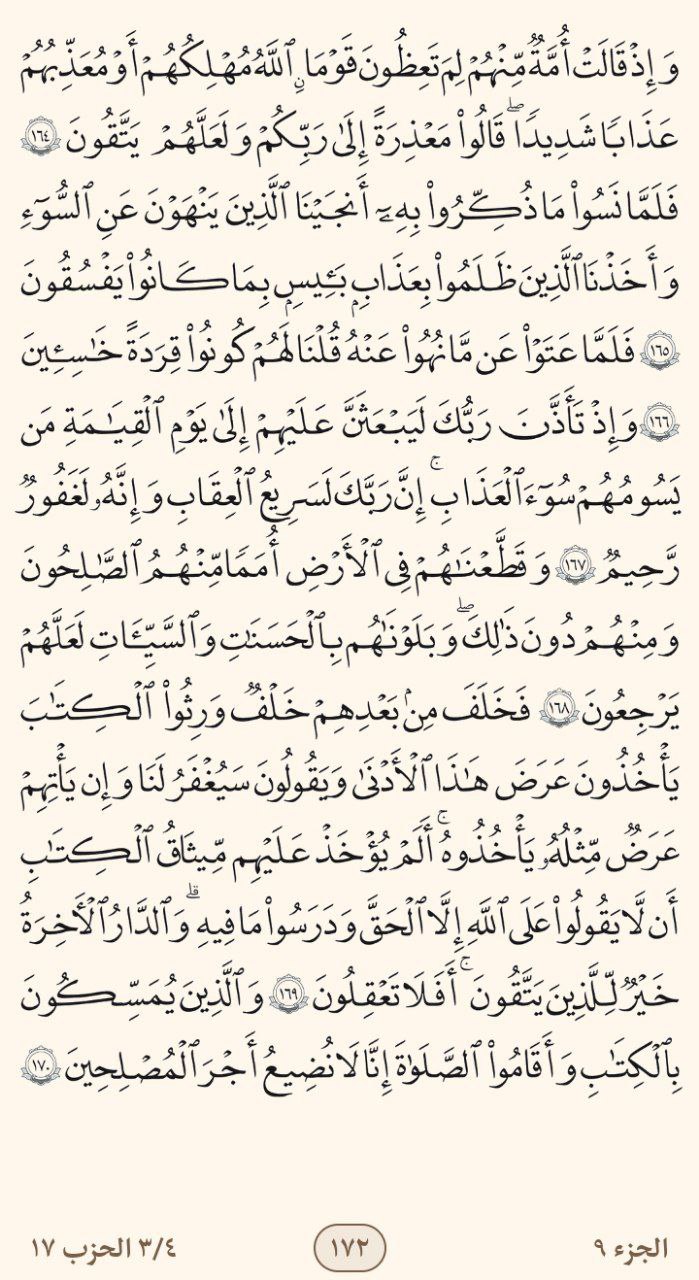 وَإِذْ قَالَتْ أُمَّةٌ مِّنْهُمْ لِمَ تَعِظُونَ قَوْمًا ۙ ٱللَّهُ مُهْلِكُهُمْ أَوْ مُعَذِّبُهُمْ
عَذَابًا شَدِيدًا ۖ قَالُوا۟ مَعْذِرَةً إِلَىٰ رَبِّكُمْ وَلَعَلَّهُمْ يَتَّقُونَ ١٦٤
فَلَمَّا نَسُوا۟ مَا ذُكِّرُوا۟ بِهِۦٓ أَنجَيْنَا ٱلَّذِينَ يَنْهَوْنَ عَنِ ٱلسُّوٓءِ
وَأَخَذْنَا ٱلَّذِينَ ظَلَمُوا۟ بِعَذَابٍۭ بَـِٔيسٍۭ بِمَا كَانُوا۟ يَفْسُقُونَ
١٦٥ فَلَمَّا عَتَوْا۟ عَن مَّا نُهُوا۟ عَنْهُ قُلْنَا لَهُمْ كُونُوا۟ قِرَدَةً خَـٰسِـِٔينَ
١٦٦ وَإِذْ تَأَذَّنَ رَبُّكَ لَيَبْعَثَنَّ عَلَيْهِمْ إِلَىٰ يَوْمِ ٱلْقِيَـٰمَةِ مَن
يَسُومُهُمْ سُوٓءَ ٱلْعَذَابِ ۗ إِنَّ رَبَّكَ لَسَرِيعُ ٱلْعِقَابِ وَإِنَّهُۥ لَغَفُورٌ
رَّحِيمٌ ١٦٧ وَقَطَّعْنَـٰهُمْ فِى ٱلْأَرْضِ أُمَمًا مِّنْهُمُ ٱلصَّـٰلِحُونَ
وَمِنْهُمْ دُونَ ذَٰلِكَ ۖ وَبَلَوْنَـٰهُم بِٱلْحَسَنَـٰتِ وَٱلسَّيِّـَٔاتِ لَعَلَّهُمْ
يَرْجِعُونَ ١٦٨ فَخَلَفَ مِنۢ بَعْدِهِمْ خَلْفٌ وَرِثُوا۟ ٱلْكِتَـٰبَ
يَأْخُذُونَ عَرَضَ هَـٰذَا ٱلْأَدْنَىٰ وَيَقُولُونَ سَيُغْفَرُ لَنَا وَإِن يَأْتِهِمْ
عَرَضٌ مِّثْلُهُۥ يَأْخُذُوهُ ۚ أَلَمْ يُؤْخَذْ عَلَيْهِم مِّيثَـٰقُ ٱلْكِتَـٰبِ
أَن لَّا يَقُولُوا۟ عَلَى ٱللَّهِ إِلَّا ٱلْحَقَّ وَدَرَسُوا۟ مَا فِيهِ ۗ وَٱلدَّارُ ٱلْـَٔاخِرَةُ
خَيْرٌ لِّلَّذِينَ يَتَّقُونَ ۗ أَفَلَا تَعْقِلُونَ ١٦٩ وَٱلَّذِينَ يُمَسِّكُونَ
بِٱلْكِتَـٰبِ وَأَقَامُوا۟ ٱلصَّلَوٰةَ إِنَّا لَا نُضِيعُ أَجْرَ ٱلْمُصْلِحِينَ ١٧٠
الجزء ٩
١٧٢
٣/٤ الحزب ١٧